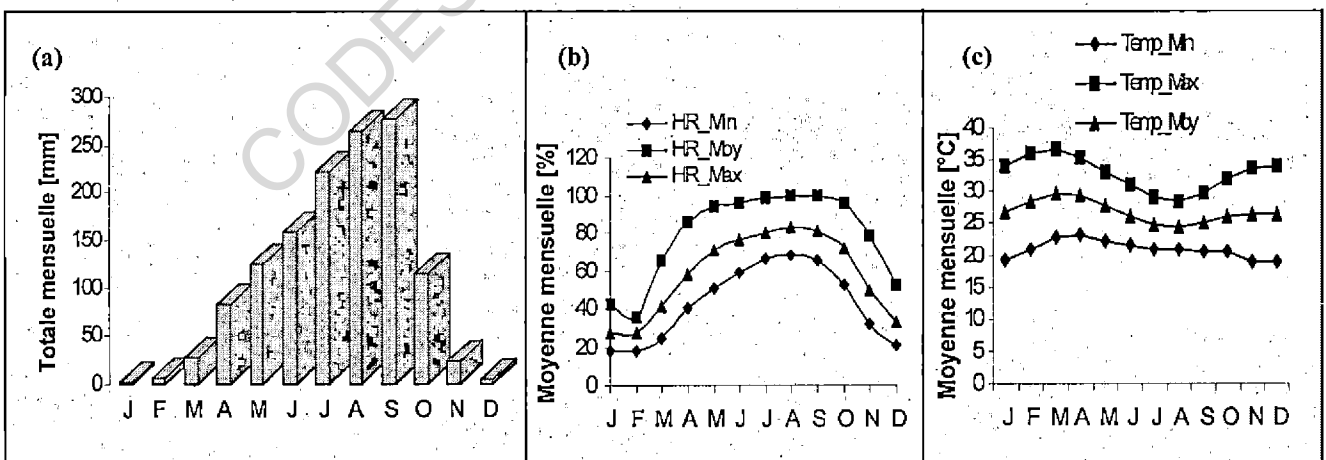 CODES
(a)
Totale mensuelle [mm]
300
250
200
150
100
50
0
J F M A M J J A S O N D
(b)
HR_Mn
HR_Moy
HR_Max
Moyenne mensuelle [%]
120
100
80
60
40
20
0
J F M A M J J A S O N D
(c)
Temp_Mn
Temp_Max
Temp_Moy
Moyenne mensuelle [°C]
40
35
30
25
20
15
10
5
0
J F M A M J J A S O N D